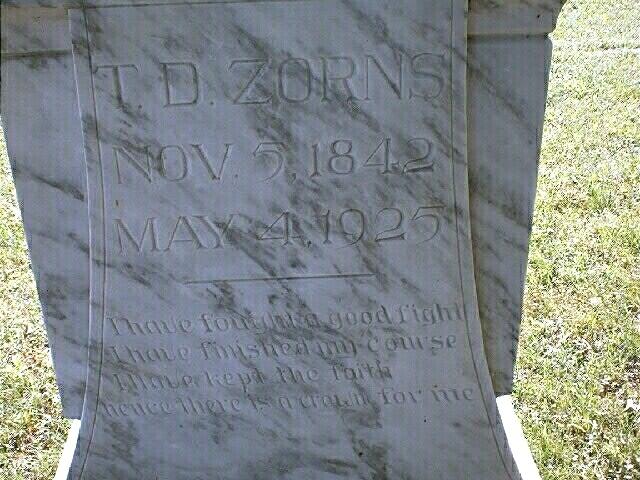 T. D. ZORNS
NOV. 5, 1842
MAY 4, 1925
I have fought a good fight
I have finished my course
I have kept the faith
hence there is a crown for me